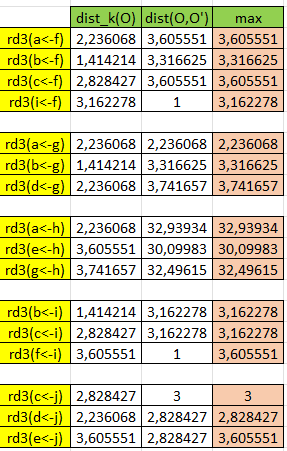 dist_k(O) dist(O,O') max
rd3(a<-f) 2,236068 3,605551 3,605551
rd3(b<-f) 1,414214 3,316625 3,316625
rd3(c<-f) 2,828427 3,605551 3,605551
rd3(i<-f) 3,162278 1 3,162278
rd3(a<-g) 2,236068 2,236068 2,236068
rd3(b<-g) 1,414214 3,316625 3,316625
rd3(d<-g) 2,236068 3,741657 3,741657
rd3(a<-h) 2,236068 32,93934 32,93934
rd3(e<-h) 3,605551 30,09983 30,09983
rd3(g<-h) 3,741657 32,49615 32,49615
rd3(b<-i) 1,414214 3,162278 3,162278
rd3(c<-i) 2,828427 3,162278 3,162278
rd3(f<-i) 3,605551 1 3,605551
rd3(c<-j) 2,828427 3 3
rd3(d<-j) 2,236068 2,828427 2,828427
rd3(e<-j) 3,605551 2,828427 3,605551